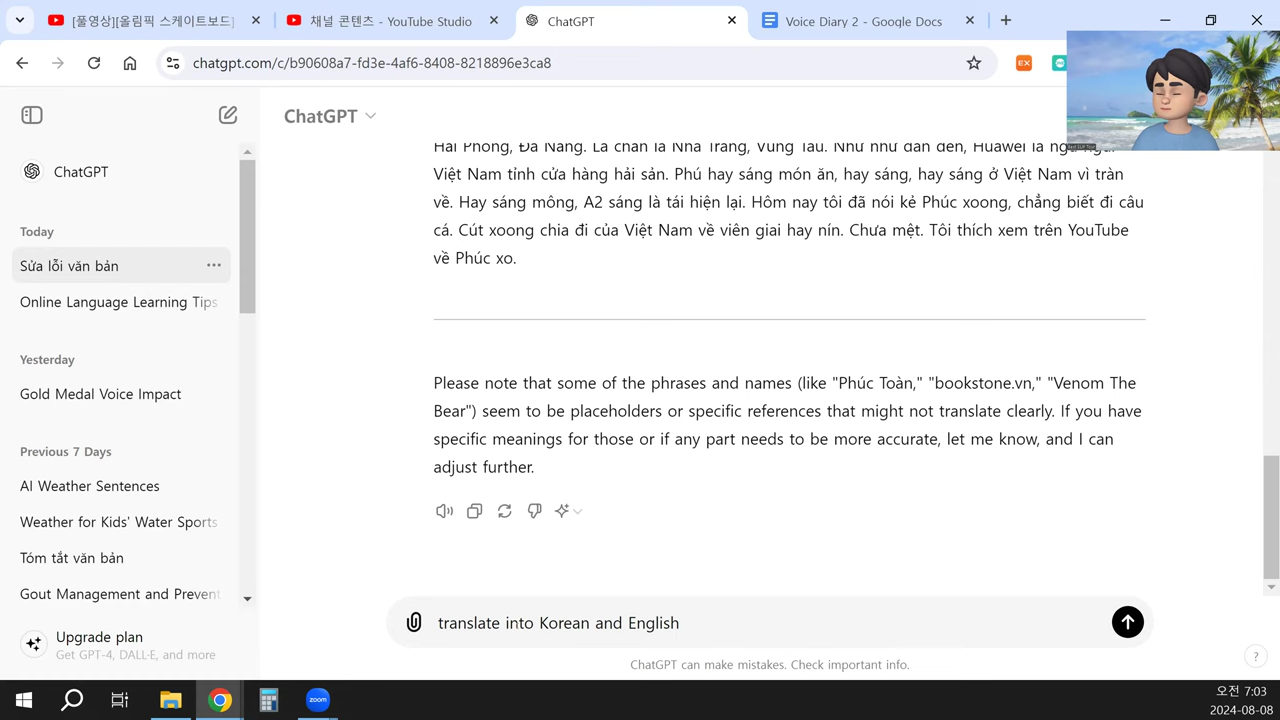 [풀영상][올림픽 스케이트보드]
채널 콘텐츠 - YouTube Studio
ChatGPT
Voice Diary 2 - Google Docs
chatgpt.com/c/b90608a7-fd3e-4af6-8408-8218896e3ca8
EX
ChatGPT
ChatGPT
Today
Sửa lỗi văn bản
Online Language Learning Tips
Yesterday
Gold Medal Voice Impact
Previous 7 Days
AI Weather Sentences
Weather for Kids' Water Sports
Tóm tắt văn bản
Gout Management and Prevent
Upgrade plan
Get GPT-4, DALL·E, and more
Hải Phòng, Đà Nẵng. Là chân là Nha Trang, Vũng Tàu. Như như dẫn đến, Huawei là
Việt Nam tỉnh cửa hàng hải sản. Phú hay sáng món ăn, hay sáng, hay sáng ở Việt Nam vì tràn
về. Hay sáng mông, A2 sáng là tái hiện lại. Hôm nay tôi đã nói kẻ Phúc xoong, chẳng biết đi câu
cá. Cút xoong chia đi của Việt Nam về viên giai hay nín. Chưa mệt. Tôi thích xem trên YouTube
về Phúc xo.
Please note that some of the phrases and names (like "Phúc Toàn," "bookstone.vn," "Venom The
Bear") seem to be placeholders or specific references that might not translate clearly. If you have
specific meanings for those or if any part needs to be more accurate, let me know, and I can
adjust further.
translate into Korean and English
ChatGPT can make mistakes. Check important info.
?
zoom
오전 7:03
2024-08-08